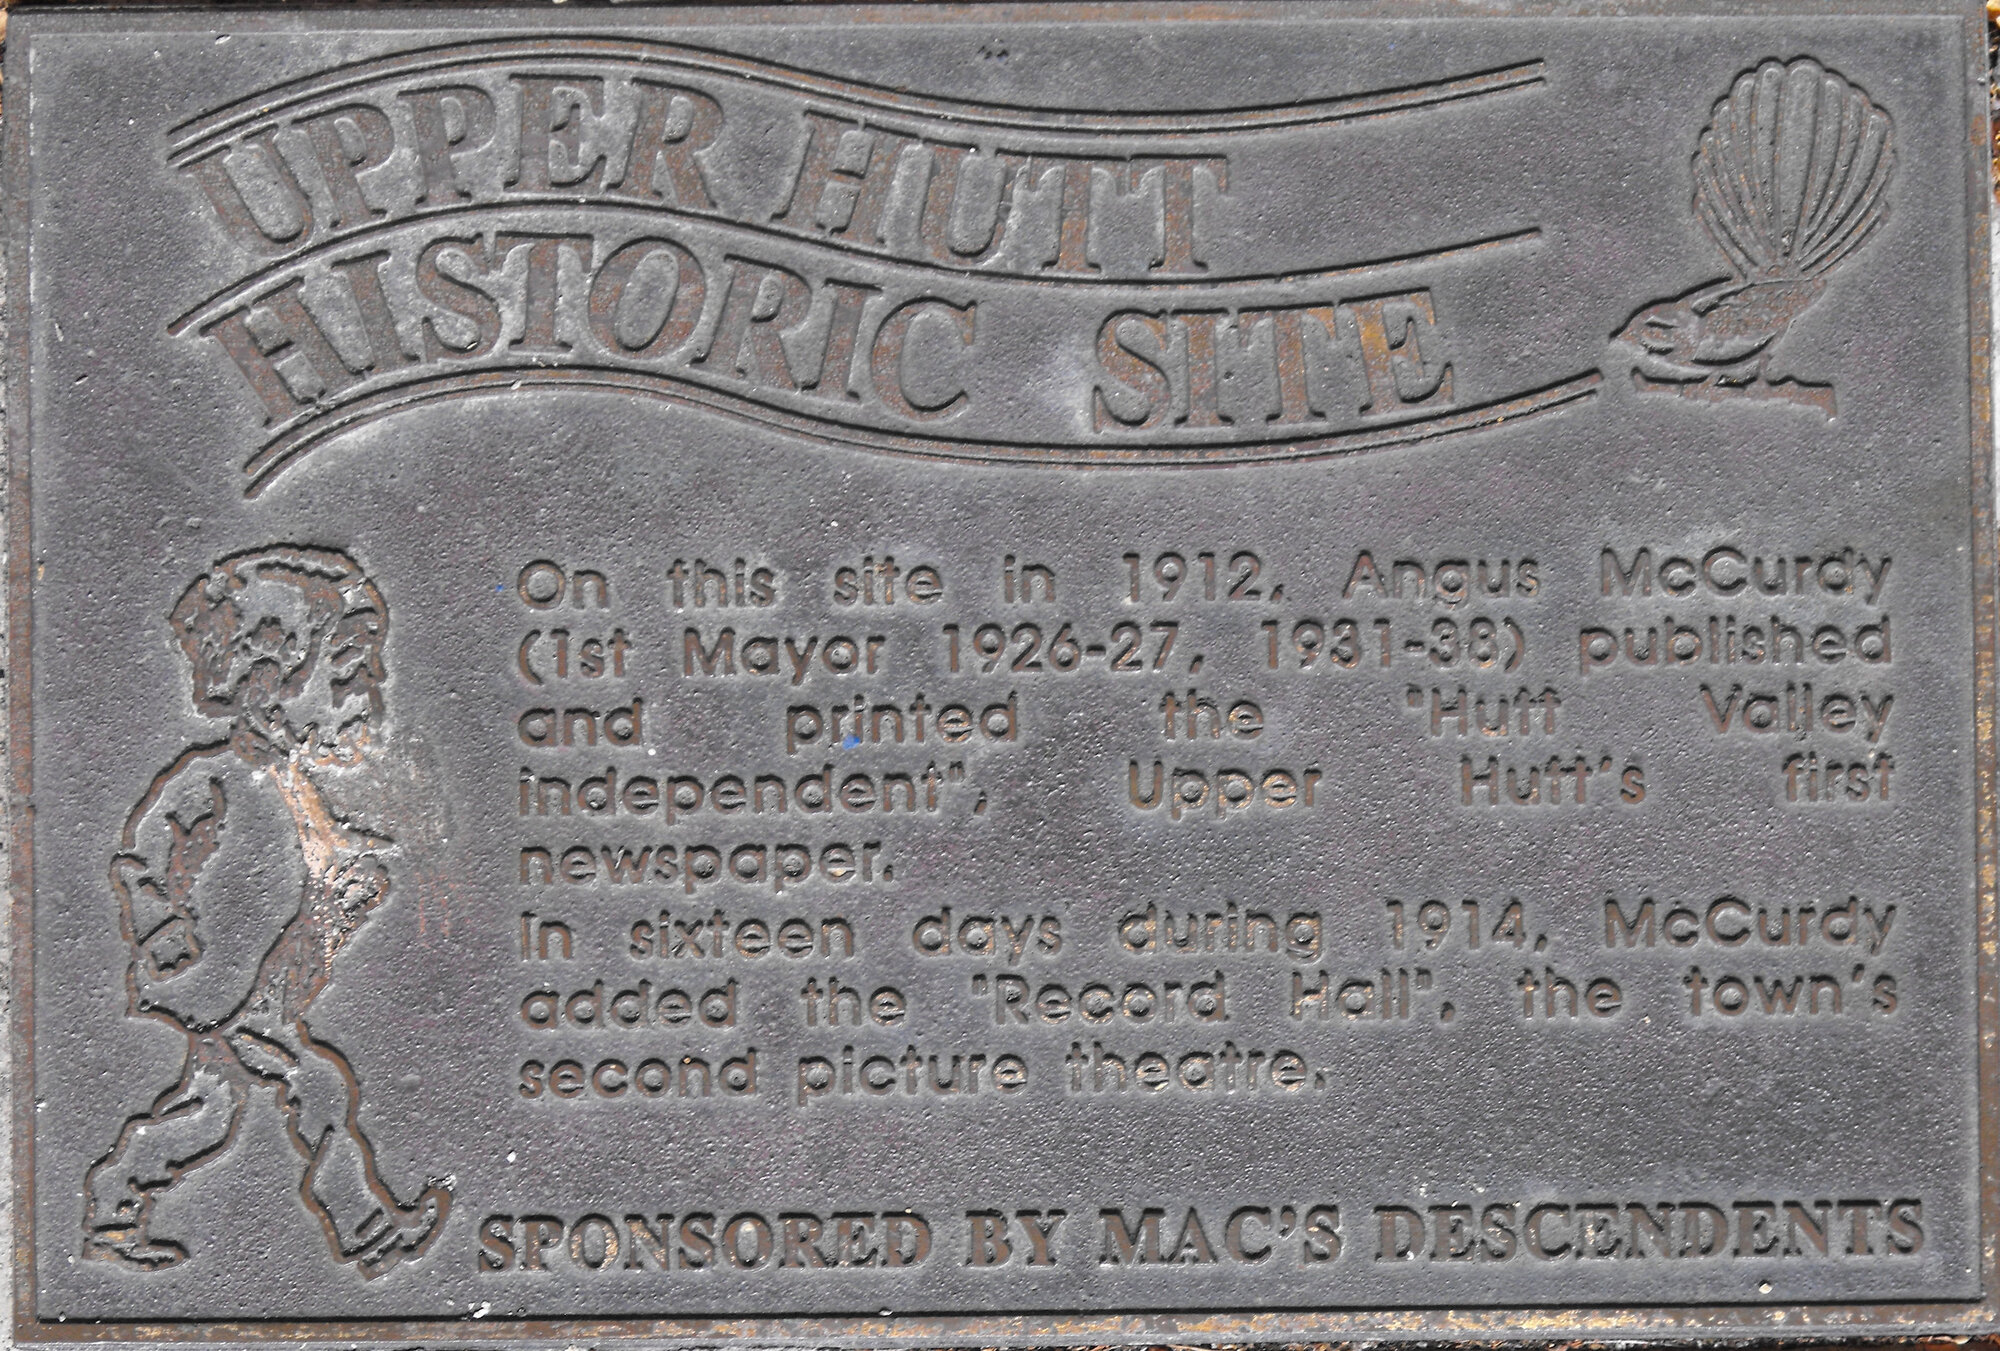 UPPER HUTT
HISTORIC SITE
On this site in 1912, Angus McCurdy
(1st Mayor 1926-27, 1931-38) published
and printed the "Hutt Valley
independent", Upper Hutt's first
newspaper.
In sixteen days during 1914, McCurdy
added the "Record Hall", the town's
second picture theatre.
SPONSORED BY MAC'S DESCENDENTS